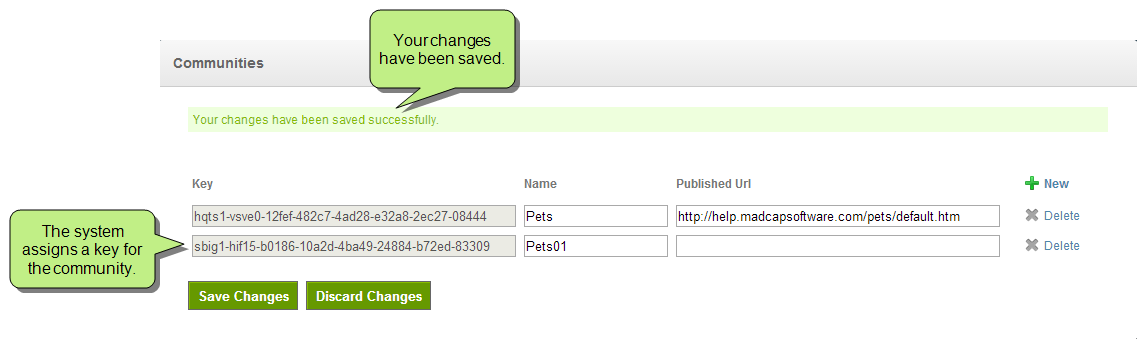 Your changes
have been saved.
Communities
Your changes have been saved successfully.
Key Name Published Url New
hqts1-vsve0-12fef-482c7-4ad28-e32a8-2ec27-08444 Pets http://help.madcapsoftware.com/pets/default.htm Delete
The system
assigns a key for
the community.
sbig1-hif15-b0186-10a2d-4ba49-24884-b72ed-83309 Pets01 Delete
Save Changes Discard Changes